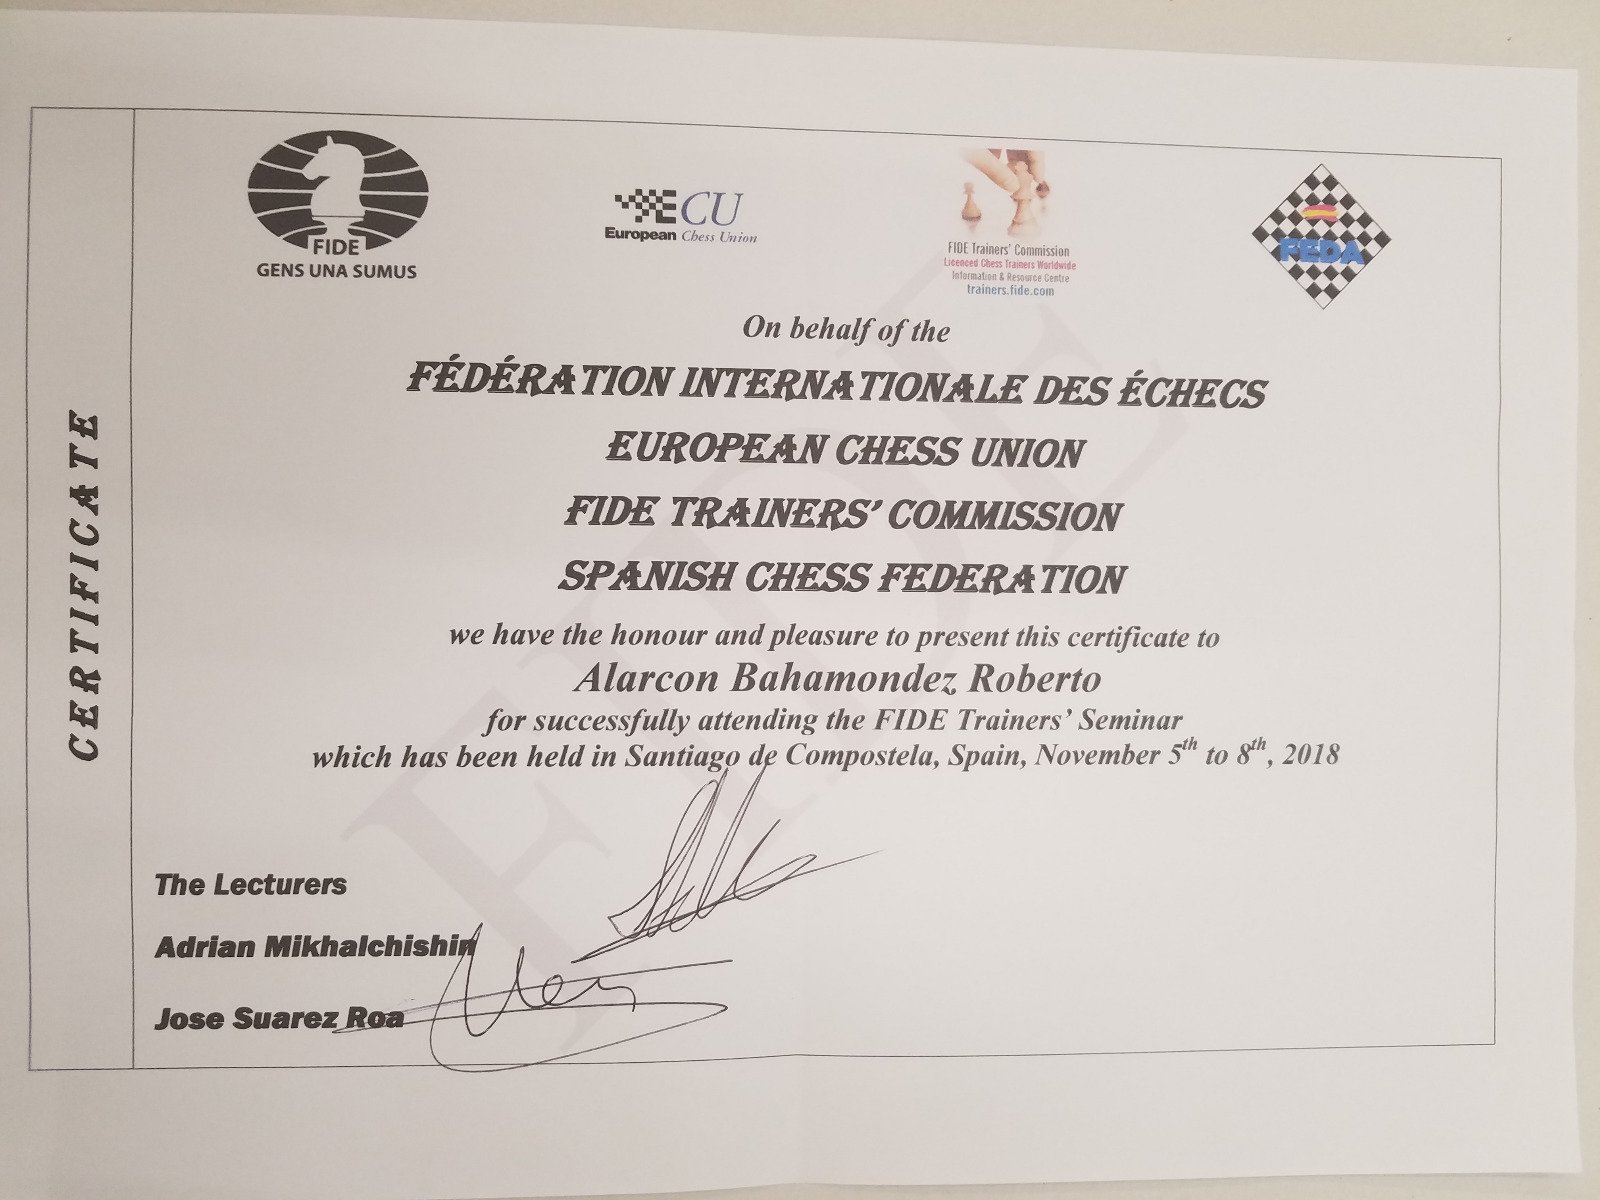 CERTIFICATE
FIDE
GENS UNA SUMUS
ECU
European Chess Union
FIDE Trainers' Commission
Licenced Chess Trainers Worldwide
Information & Resource Centre
trainers.fide.com
FEDA
On behalf of the
FÉDÉRATION INTERNATIONALE DES ÉCHECS
EUROPEAN CHESS UNION
FIDE TRAINERS' COMMISSION
SPANISH CHESS FEDERATION
we have the honour and pleasure to present this certificate to
Alarcon Bahamondez Roberto
for successfully attending the FIDE Trainers' Seminar
which has been held in Santiago de Compostela, Spain, November 5th to 8th, 2018
The Lecturers
Adrian Mikhalchishin
Jose Suarez Roa
FIDE